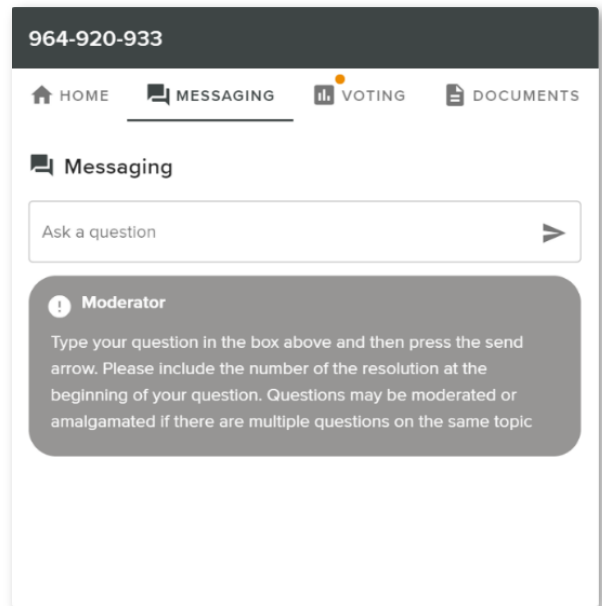 964-920-933
HOME MESSAGING VOTING DOCUMENTS
Messaging
Ask a question
Moderator
Type your question in the box above and then press the send
arrow. Please include the number of the resolution at the
beginning of your question. Questions may be moderated or
amalgamated if there are multiple questions on the same topic